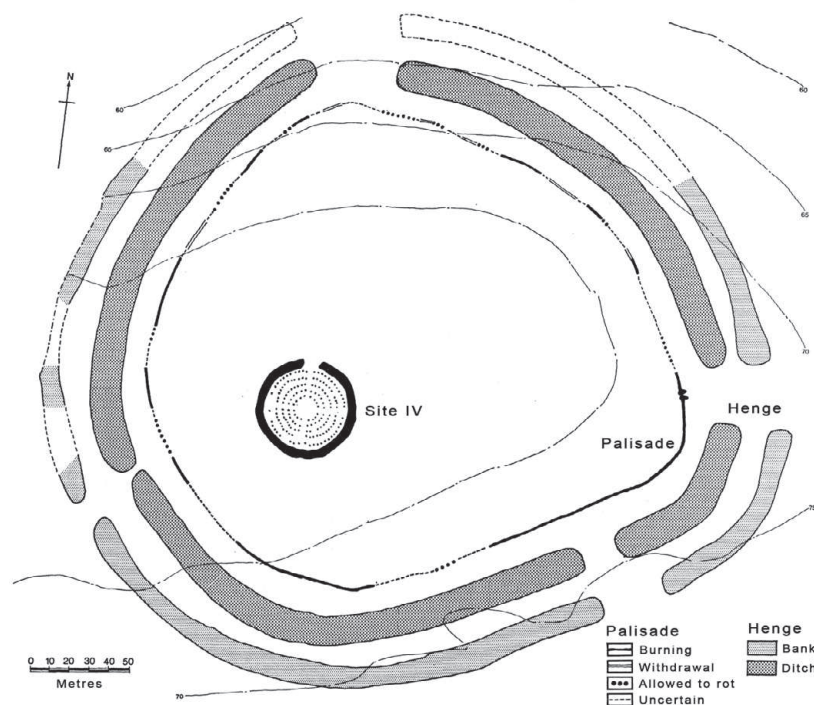 N
60
60
65
65
70
Site IV
Henge
Palisade
75
70
0 10 20 30 40 50
Metres
Palisade
Burning
Withdrawal
Allowed to rot
Uncertain
Henge
Bank
Ditch